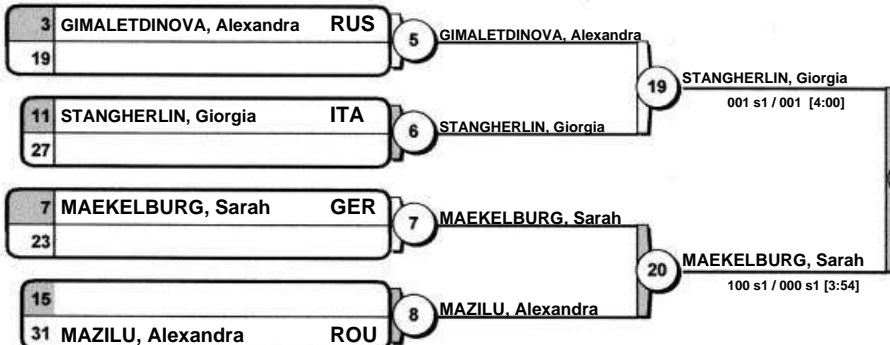 3 GIMALETDINOVA, Alexandra RUS
19
5 GIMALETDINOVA, Alexandra
19 STANGHERLIN, Giorgia
001 s1 / 001 [4:00]
11 STANGHERLIN, Giorgia ITA
27
6 STANGHERLIN, Giorgia
7 MAEKELBURG, Sarah GER
23
7 MAEKELBURG, Sarah
20 MAEKELBURG, Sarah
100 s1 / 000 s1 [3:54]
15
31 MAZILU, Alexandra ROU
8 MAZILU, Alexandra